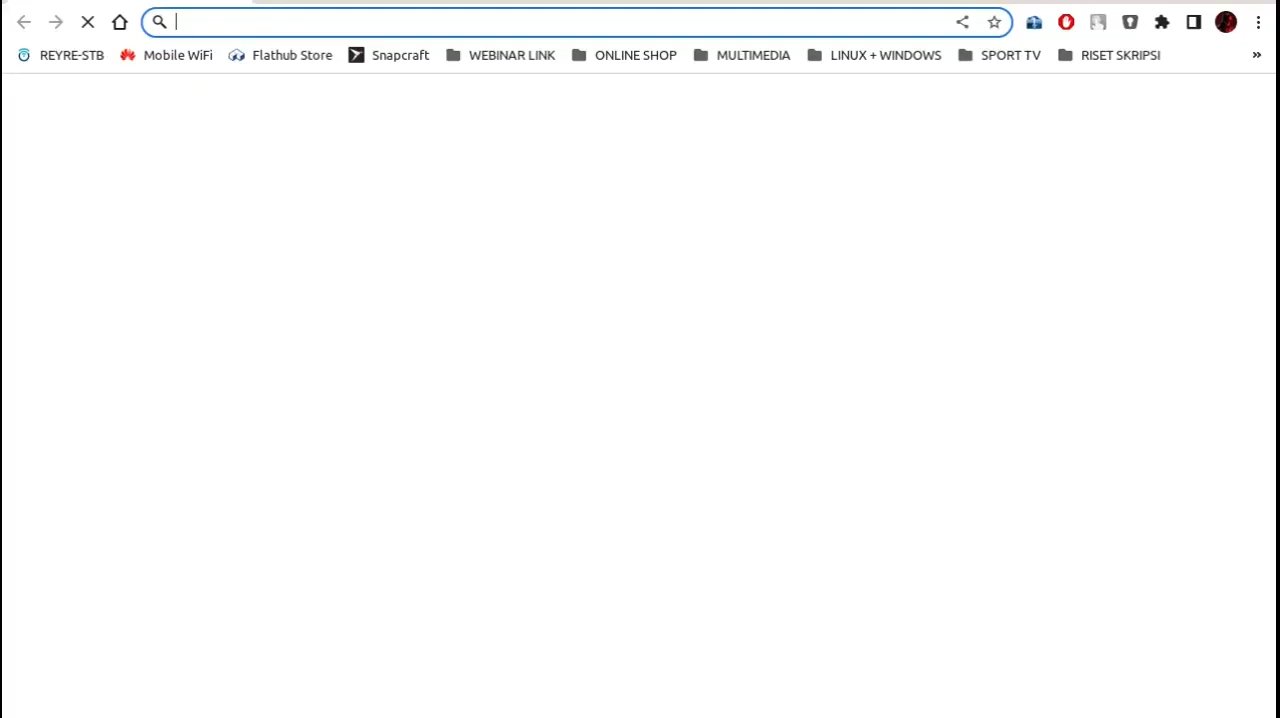 REYRE-STB Mobile WiFi Flathub Store Snapcraft WEBINAR LINK ONLINE SHOP MULTIMEDIA LINUX + WINDOWS SPORT TV RISET SKRIPSI »